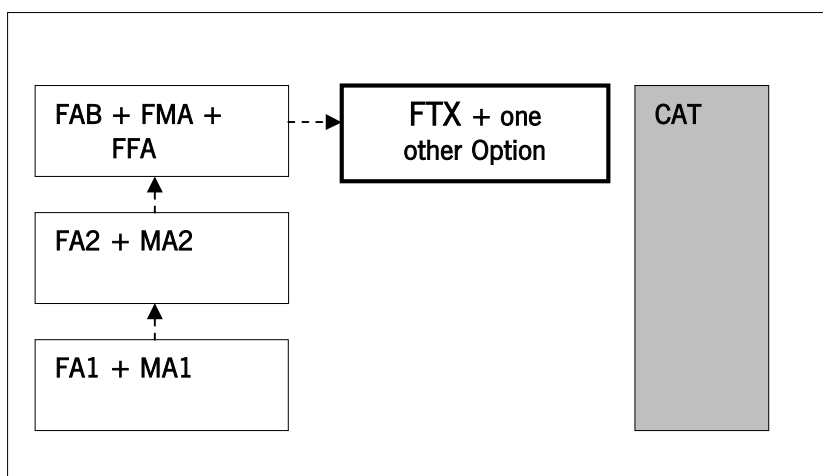 FAB + FMA +
FFA
FTX + one
other Option
CAT
FA2 + MA2
FA1 + MA1